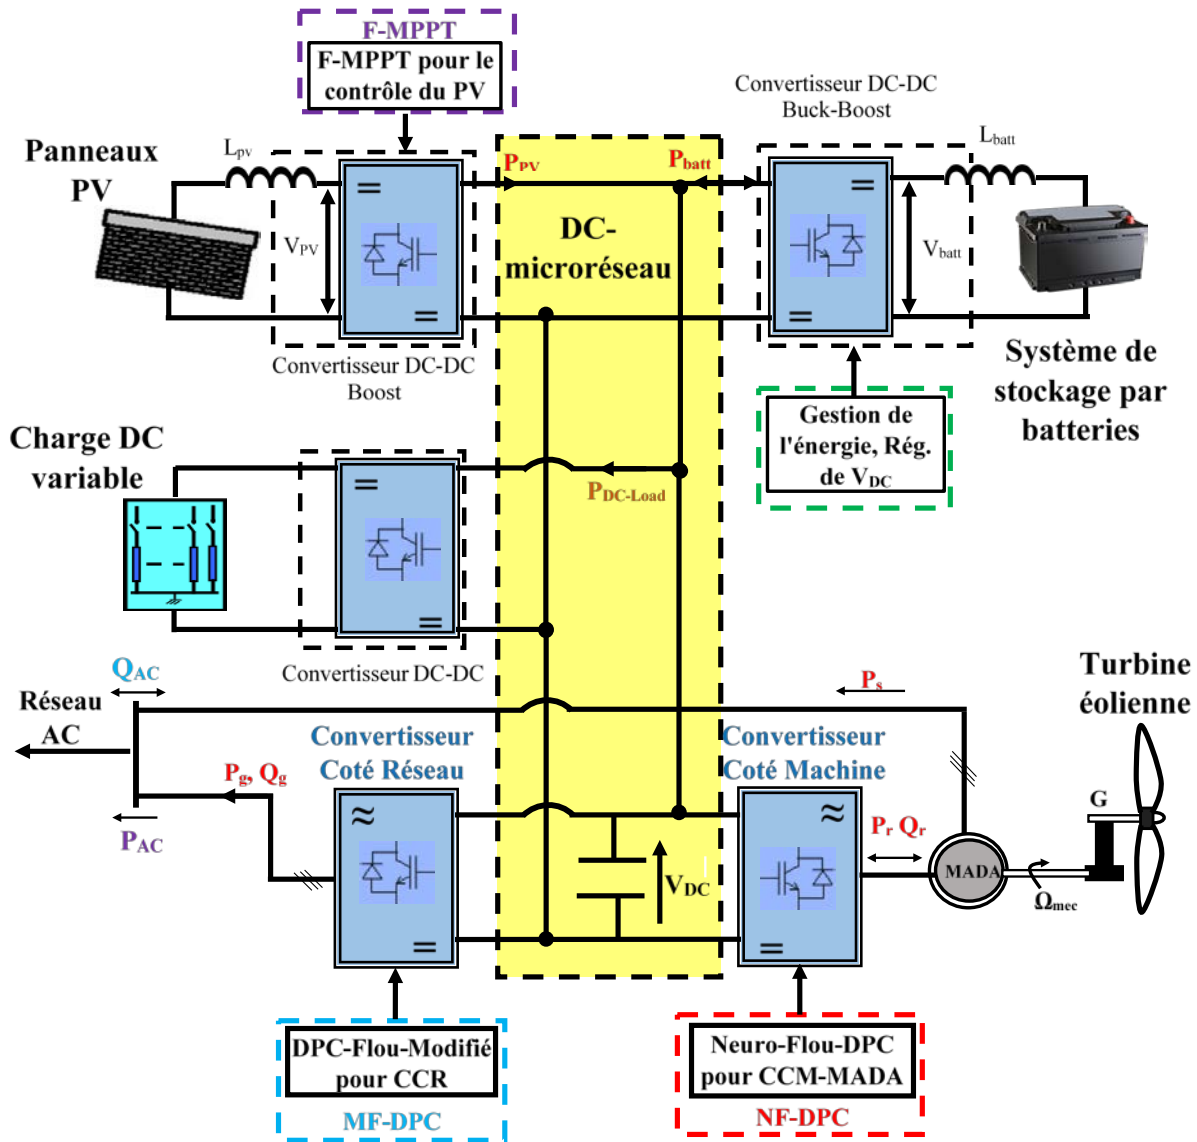 F-MPPT
F-MPPT pour le
contrôle du PV
Convertisseur DC-DC
Buck-Boost
Panneaux
PV
Lpv
PPV
Pbatt
Lbatt
VPV
DC-
microréseau
Vbatt
Convertisseur DC-DC
Boost
Système de
stockage par
batteries
Gestion de
l'énergie, Rég.
de VDC
Charge DC
variable
PDC-Load
Convertisseur DC-DC
QAC
Réseau
AC
Ps
Turbine
éolienne
Convertisseur
Coté Réseau
Convertisseur
Coté Machine
Pg, Qg
PAC
G
Pr Qr
VDC
MADA
Ωmec
DPC-Flou-Modifié
pour CCR
MF-DPC
Neuro-Flou-DPC
pour CCM-MADA
NF-DPC